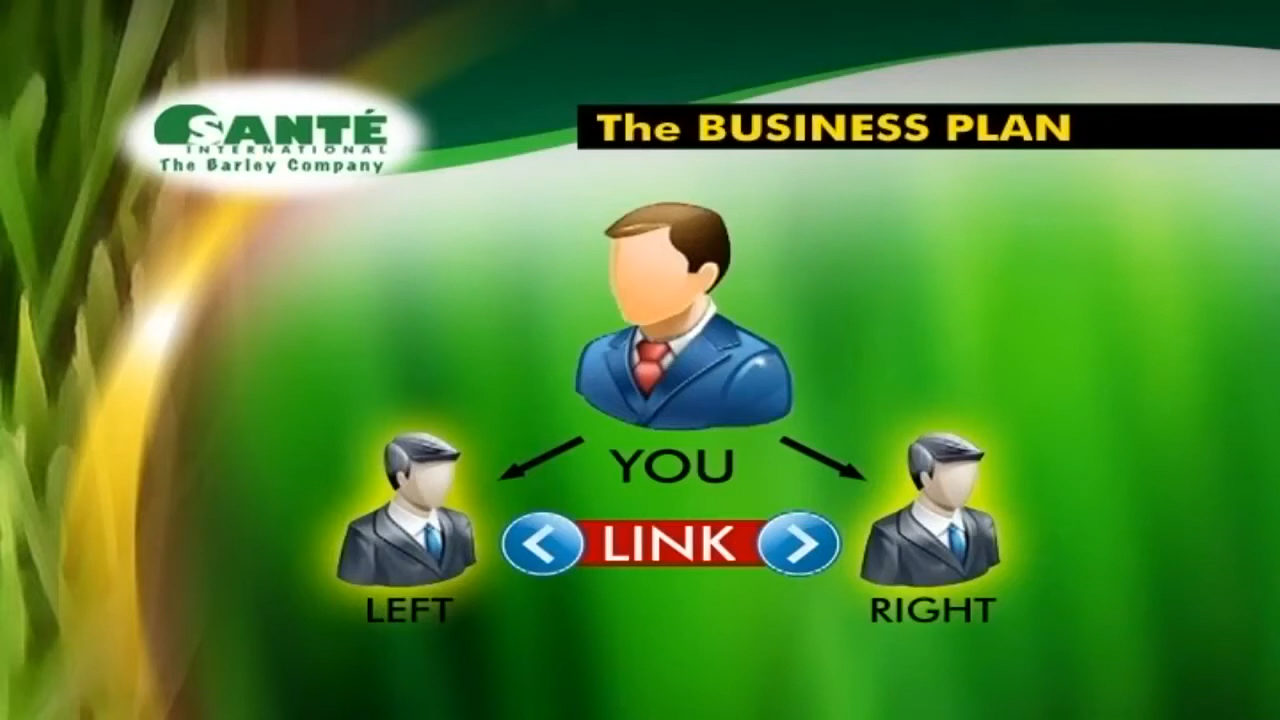 SANTÉ
INTERNATIONAL
The Barley Company
The BUSINESS PLAN
YOU
LINK
LEFT
RIGHT